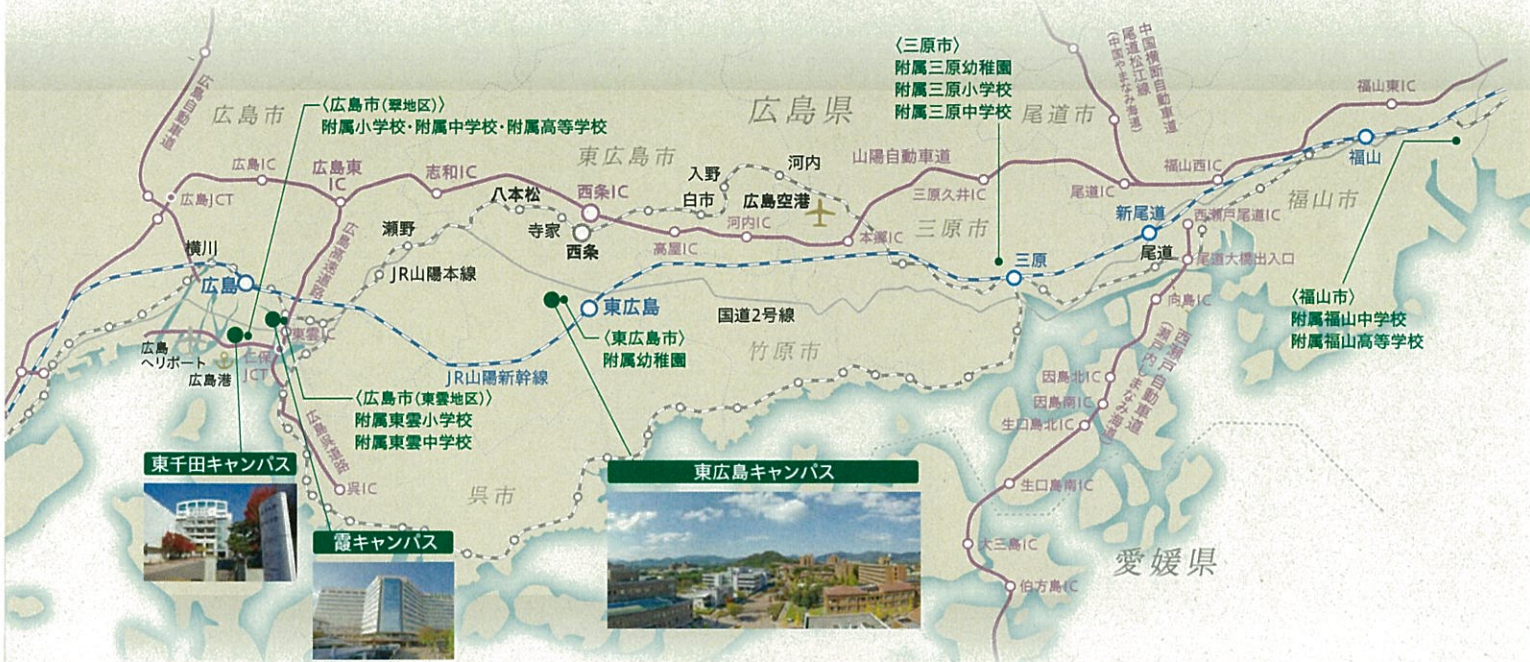 広島自動車道
広島市
〈広島市(翠地区)〉
附属小学校・附属中学校・附属高等学校
広島県
〈三原市〉
附属三原幼稚園
附属三原小学校
附属三原中学校
尾道市
中国横断自動車道
尾道松江線
(中国やまなみ海道)
福山東IC
福山
福山市
東広島市
広島IC
広島東
IC
志和IC
八本松
西条IC
入野
河内
白市
広島空港
山陽自動車道
三原久井IC
尾道IC
福山西IC
広島JCT
横川
広島
広島高速道路
瀬野
JR山陽本線
寺家
西条
高屋IC
河内IC
本郷IC
三原市
三原
新尾道
尾道
西瀬戸尾道IC
尾道大橋出入口
向島IC
東広島
国道2号線
竹原市
〈東広島市〉
附属幼稚園
東雲IC
仁保
JCT
広島
ヘリポート
広島港
JR山陽新幹線
〈広島市(東雲地区)〉
附属東雲小学校
附属東雲中学校
〈福山市〉
附属福山中学校
附属福山高等学校
西瀬戸自動車道
(瀬戸内しまなみ海道)
因島北IC
因島南IC
生口島北IC
生口島南IC
大三島IC
伯方島IC
愛媛県
広島呉道路
呉IC
呉市
東千田キャンパス
霞キャンパス
東広島キャンパス